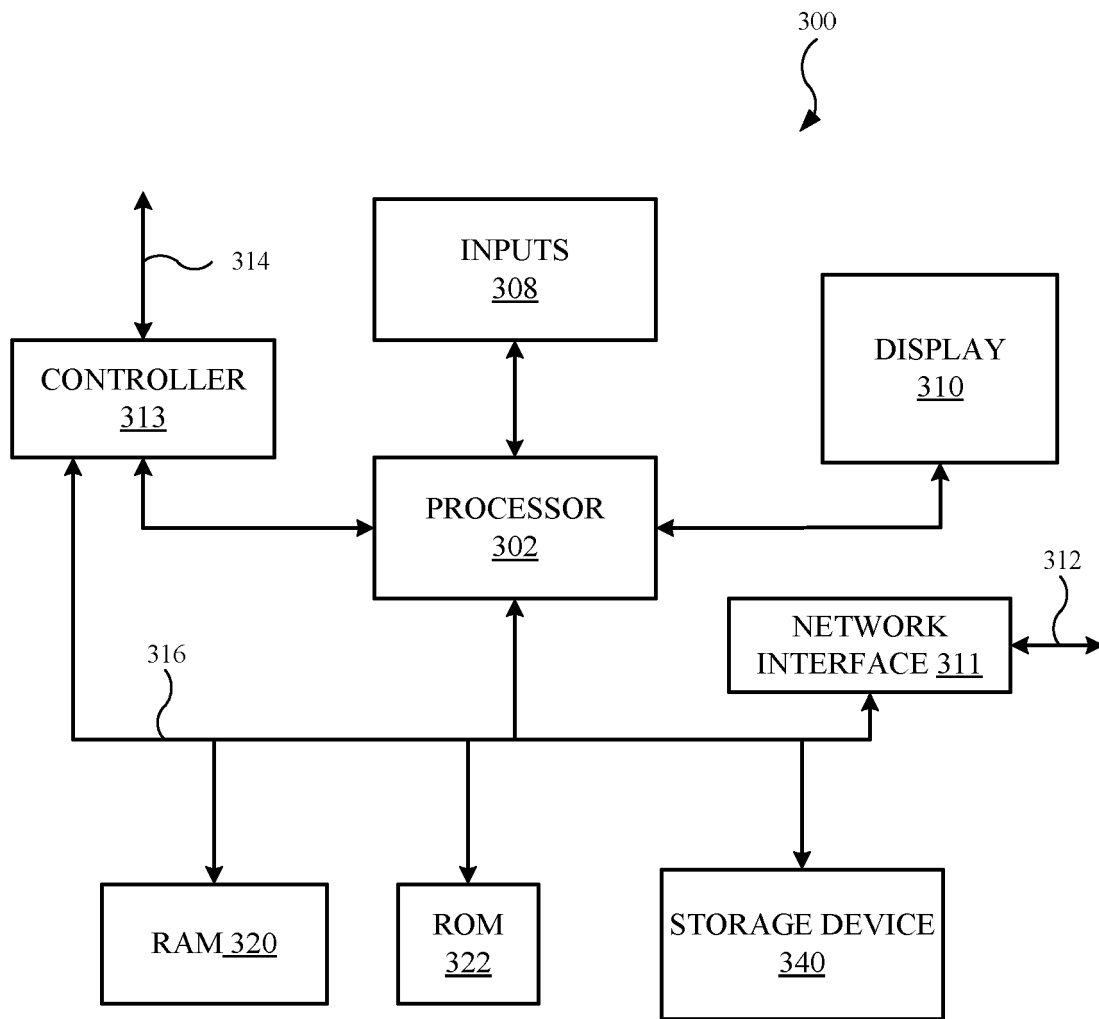 300
314
INPUTS
308
CONTROLLER
313
DISPLAY
310
PROCESSOR
302
312
NETWORK
INTERFACE 311
316
RAM 320
ROM
322
STORAGE DEVICE
340